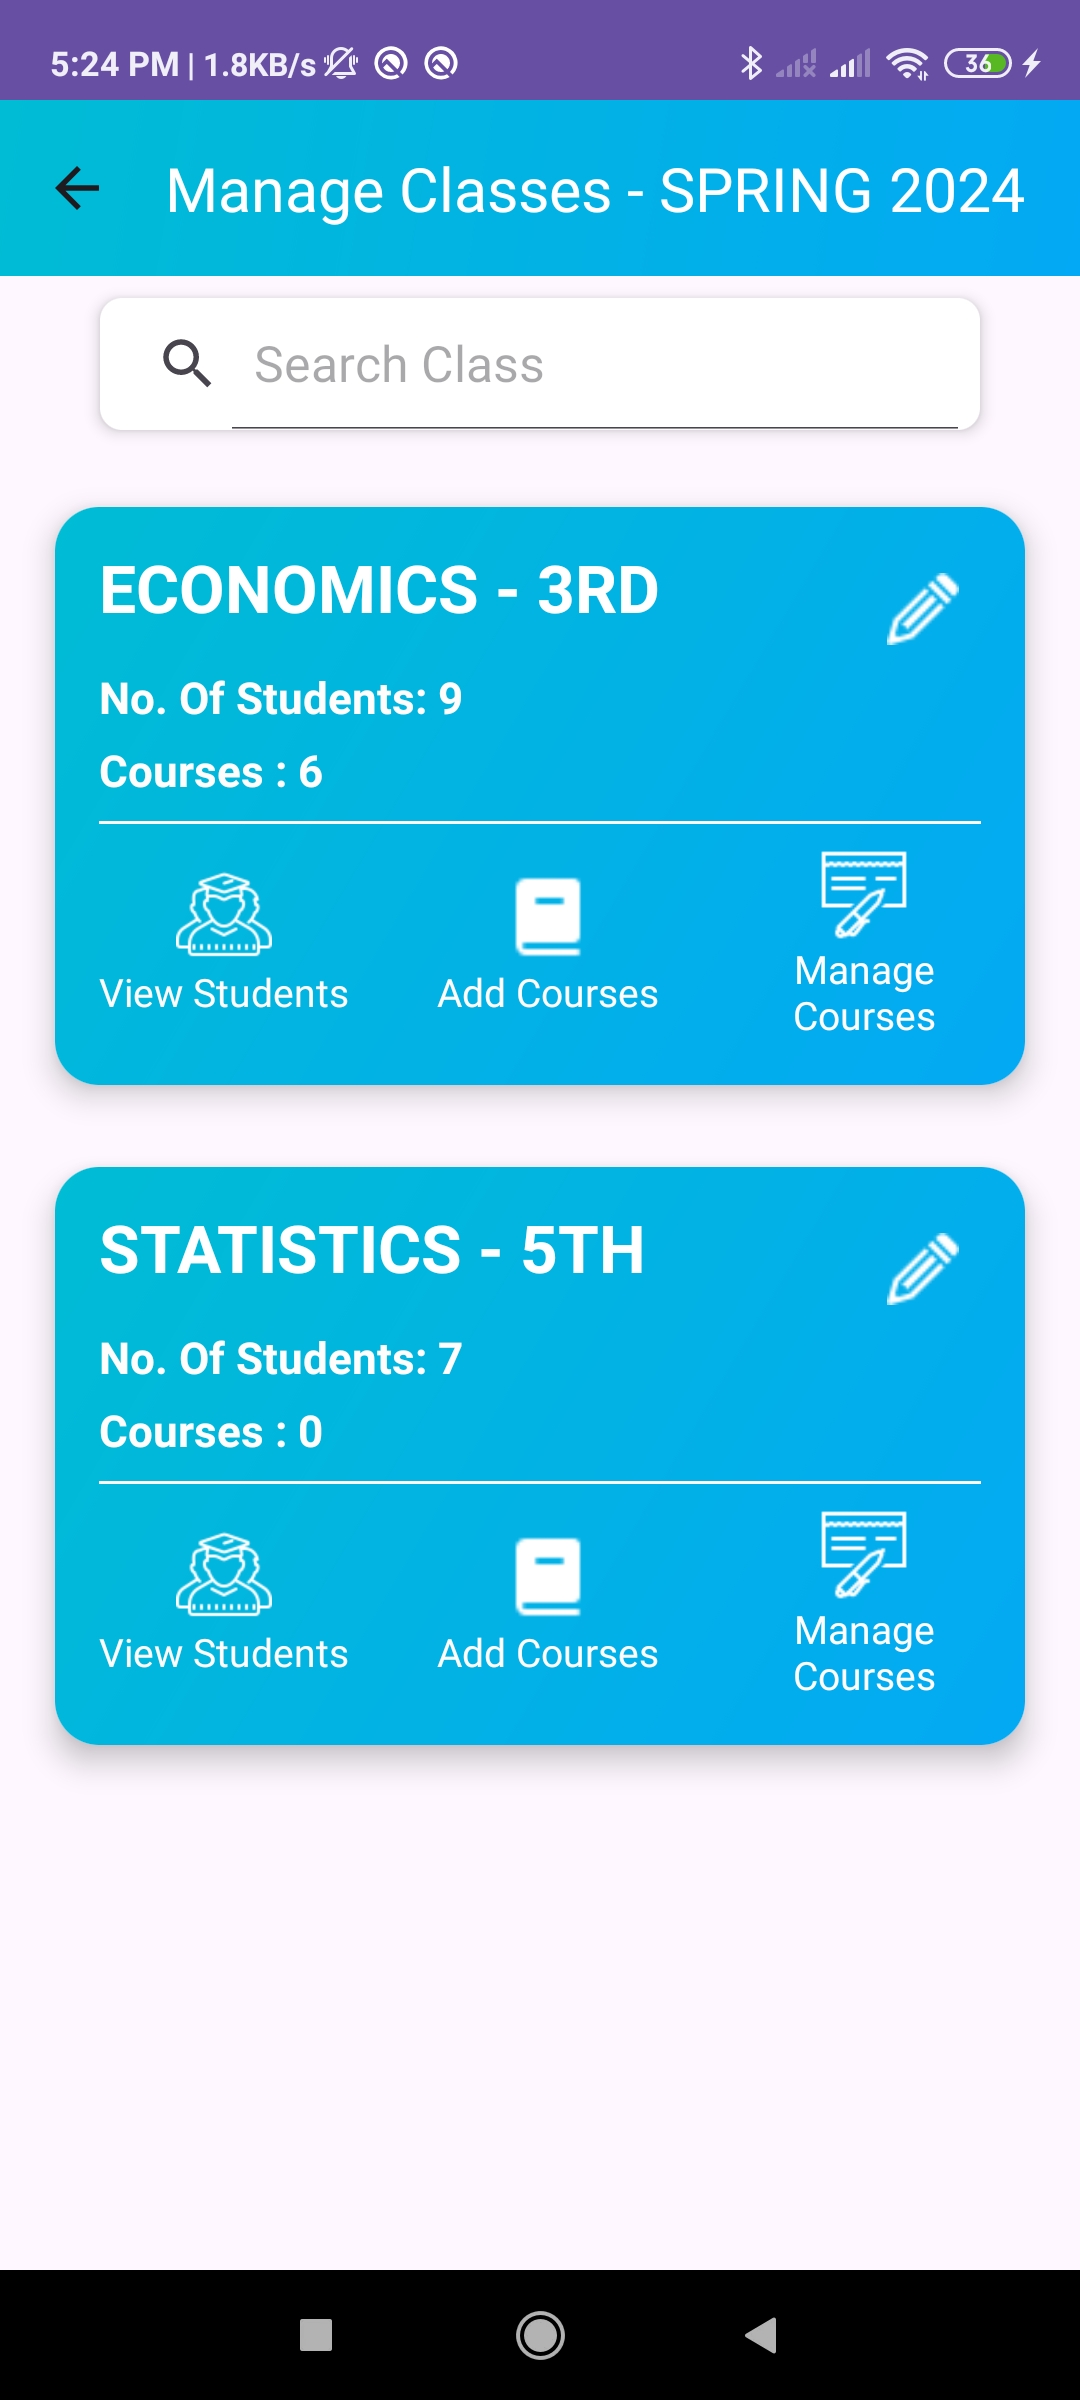 5:24 PM | 1.8KB/s
36
Manage Classes - SPRING 2024
Search Class
ECONOMICS - 3RD
No. Of Students: 9
Courses : 6
View Students
Add Courses
Manage
Courses
STATISTICS - 5TH
No. Of Students: 7
Courses : 0
View Students
Add Courses
Manage
Courses